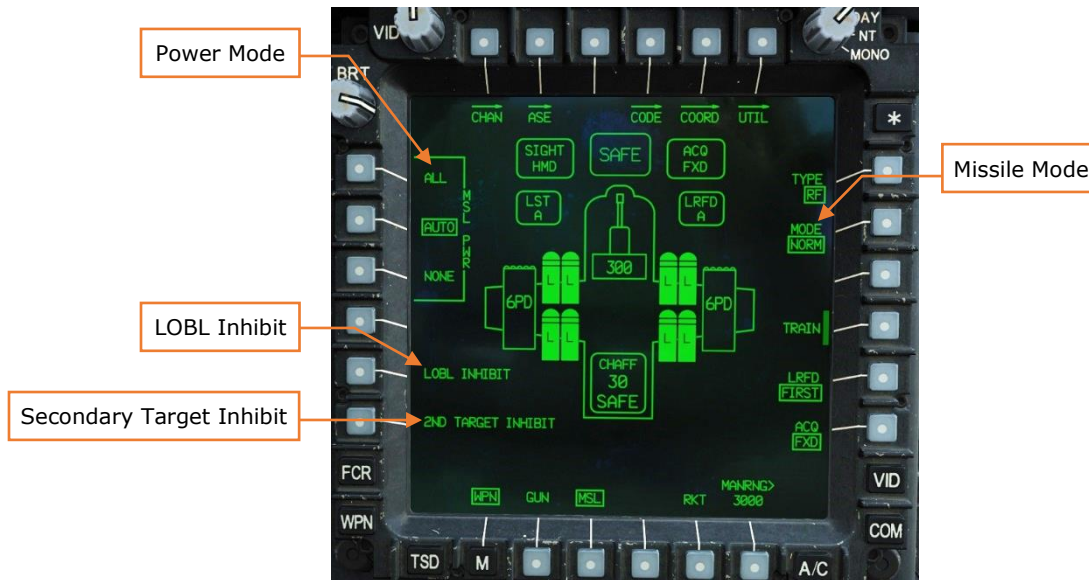 VID
DAY
NT
MONO
BRT
Power Mode
CHAN
ASE
CODE
COORD
UTIL
*
SIGHT
HMD
SAFE
ACQ
FXD
ALL
MSL PWR
TYPE
RF
Missile Mode
LST
A
LRFD
A
AUTO
MODE
NORM
NONE
300
L L
L L
6PD
6PD
L L
L L
TRAIN
LOBL Inhibit
LOBL INHIBIT
CHAFF
30
SAFE
LRFD
FIRST
Secondary Target Inhibit
2ND TARGET INHIBIT
ACQ
FXD
FCR
VID
WPN
GUN
MSL
RKT
MANRNG>
3000
WPN
COM
TSD
M
A/C